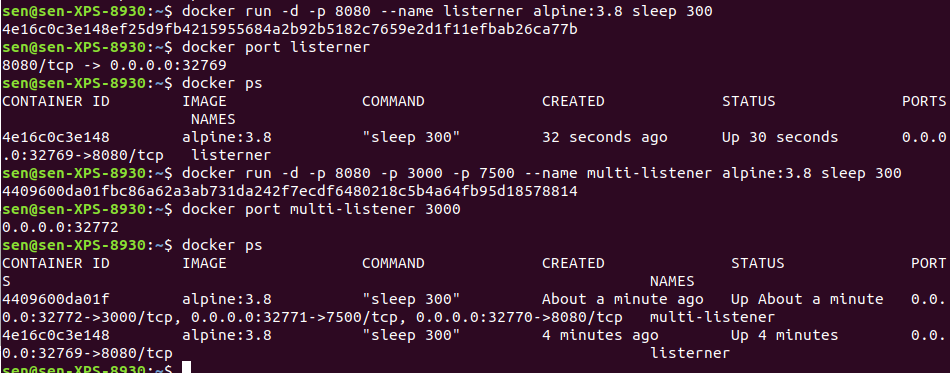 sen@sen-XPS-8930:~$ docker run -d -p 8080 --name listerner alpine:3.8 sleep 300
4e16c0c3e148ef25d9fb4215955684a2b92b5182c7659e2d1f11efbab26ca77b
sen@sen-XPS-8930:~$ docker port listerner
8080/tcp -> 0.0.0.0:32769
sen@sen-XPS-8930:~$ docker ps
CONTAINER ID        IMAGE               COMMAND             CREATED             STATUS              PORTS
                     NAMES
4e16c0c3e148        alpine:3.8          "sleep 300"         32 seconds ago      Up 30 seconds       0.0.0
.0:32769->8080/tcp   listerner
sen@sen-XPS-8930:~$ docker run -d -p 8080 -p 3000 -p 7500 --name multi-listener alpine:3.8 sleep 300
4409600da01fbc86a62a3ab731da242f7ecdf6480218c5b4a64fb95d18578814
sen@sen-XPS-8930:~$ docker port multi-listener 3000
0.0.0.0:32772
sen@sen-XPS-8930:~$ docker ps
CONTAINER ID        IMAGE               COMMAND             CREATED              STATUS              PORT
S                                                                       NAMES
4409600da01f        alpine:3.8          "sleep 300"         About a minute ago   Up About a minute   0.0.
0.0:32772->3000/tcp, 0.0.0.0:32771->7500/tcp, 0.0.0.0:32770->8080/tcp   multi-listener
4e16c0c3e148        alpine:3.8          "sleep 300"         4 minutes ago        Up 4 minutes        0.0.
0.0:32769->8080/tcp                                                     listerner
sen@sen-XPS-8930:~$